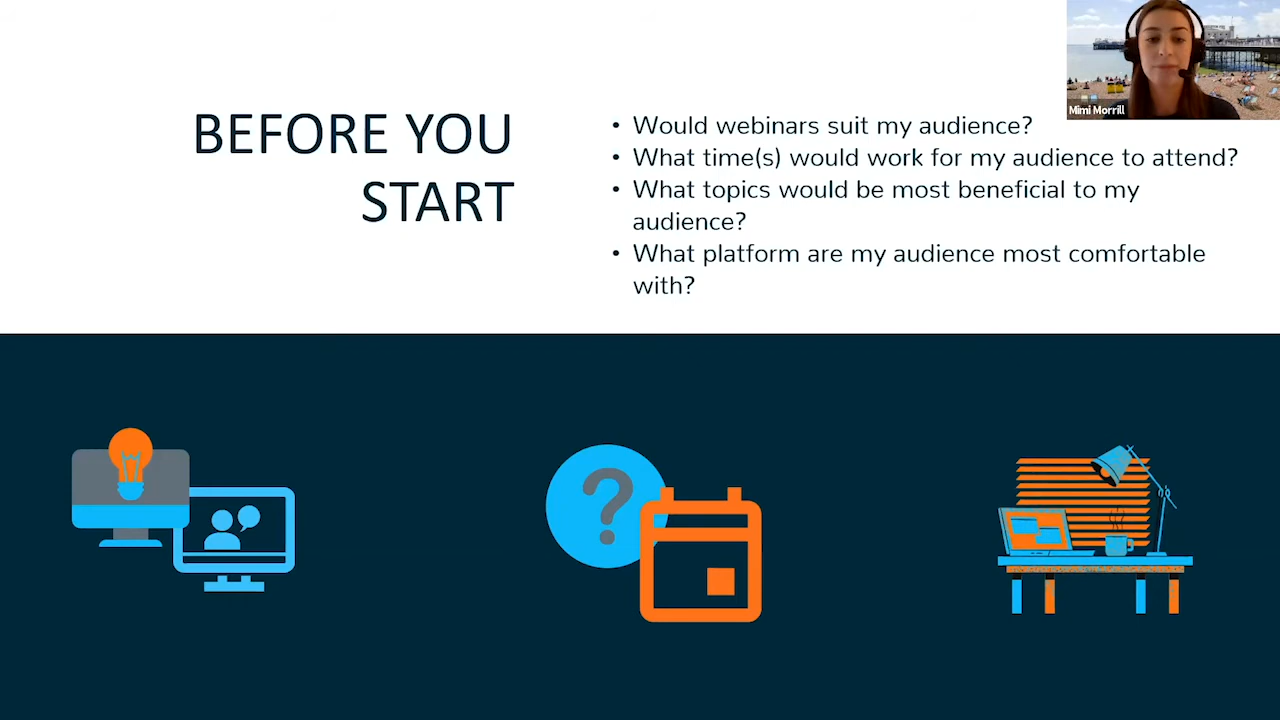 BEFORE YOU
START
• Would webinars suit my audience?
• What time(s) would work for my audience to attend?
• What topics would be most beneficial to my
audience?
• What platform are my audience most comfortable
with?
Mimi Morrill
?